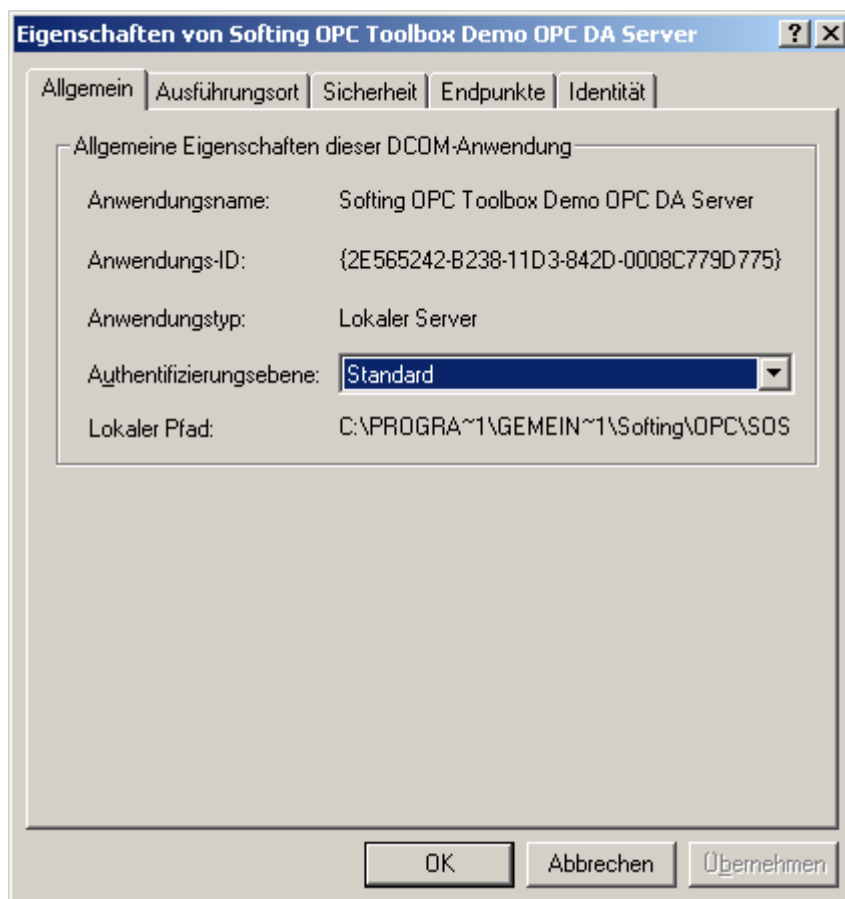 Eigenschaften von Softing OPC Toolbox Demo OPC DA Server
Allgemein Ausführungsort Sicherheit Endpunkte Identität
Allgemeine Eigenschaften dieser DCOM-Anwendung
Anwendungsname: Softing OPC Toolbox Demo OPC DA Server
Anwendungs-ID: {2E565242-B238-11D3-842D-0008C779D775}
Anwendungstyp: Lokaler Server
Authentifizierungsebene: Standard
Lokaler Pfad: C:\PROGRA~1\GEMEIN~1\Softing\OPC\SOS
OK Abbrechen Übernehmen